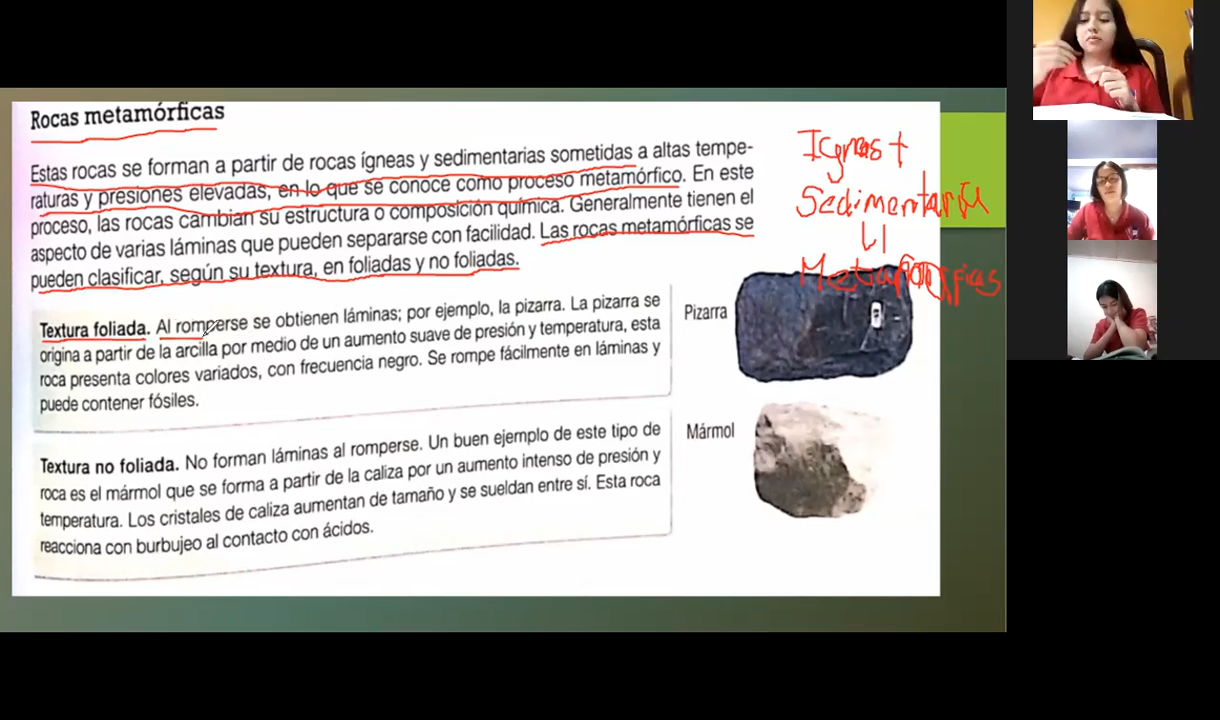 Rocas metamórficas
Estas rocas se forman a partir de rocas ígneas y sedimentarias sometidas a altas tempe-
raturas y presiones elevadas, en lo que se conoce como proceso metamórfico. En este
proceso, las rocas cambian su estructura o composición química. Generalmente tienen el
aspecto de varias láminas que pueden separarse con facilidad. Las rocas metamórficas se
pueden clasificar, según su textura, en foliadas y no foliadas.
Textura foliada. Al romperse se obtienen láminas; por ejemplo, la pizarra. La pizarra se
origina a partir de la arcilla por medio de un aumento suave de presión y temperatura, esta
roca presenta colores variados, con frecuencia negro. Se rompe fácilmente en láminas y
puede contener fósiles.
Pizarra
Textura no foliada. No forman láminas al romperse. Un buen ejemplo de este tipo de
roca es el mármol que se forma a partir de la caliza por un aumento intenso de presión y
temperatura. Los cristales de caliza aumentan de tamaño y se sueldan entre sí. Esta roca
reacciona con burbujeo al contacto con ácidos.
Mármol
Igneas +